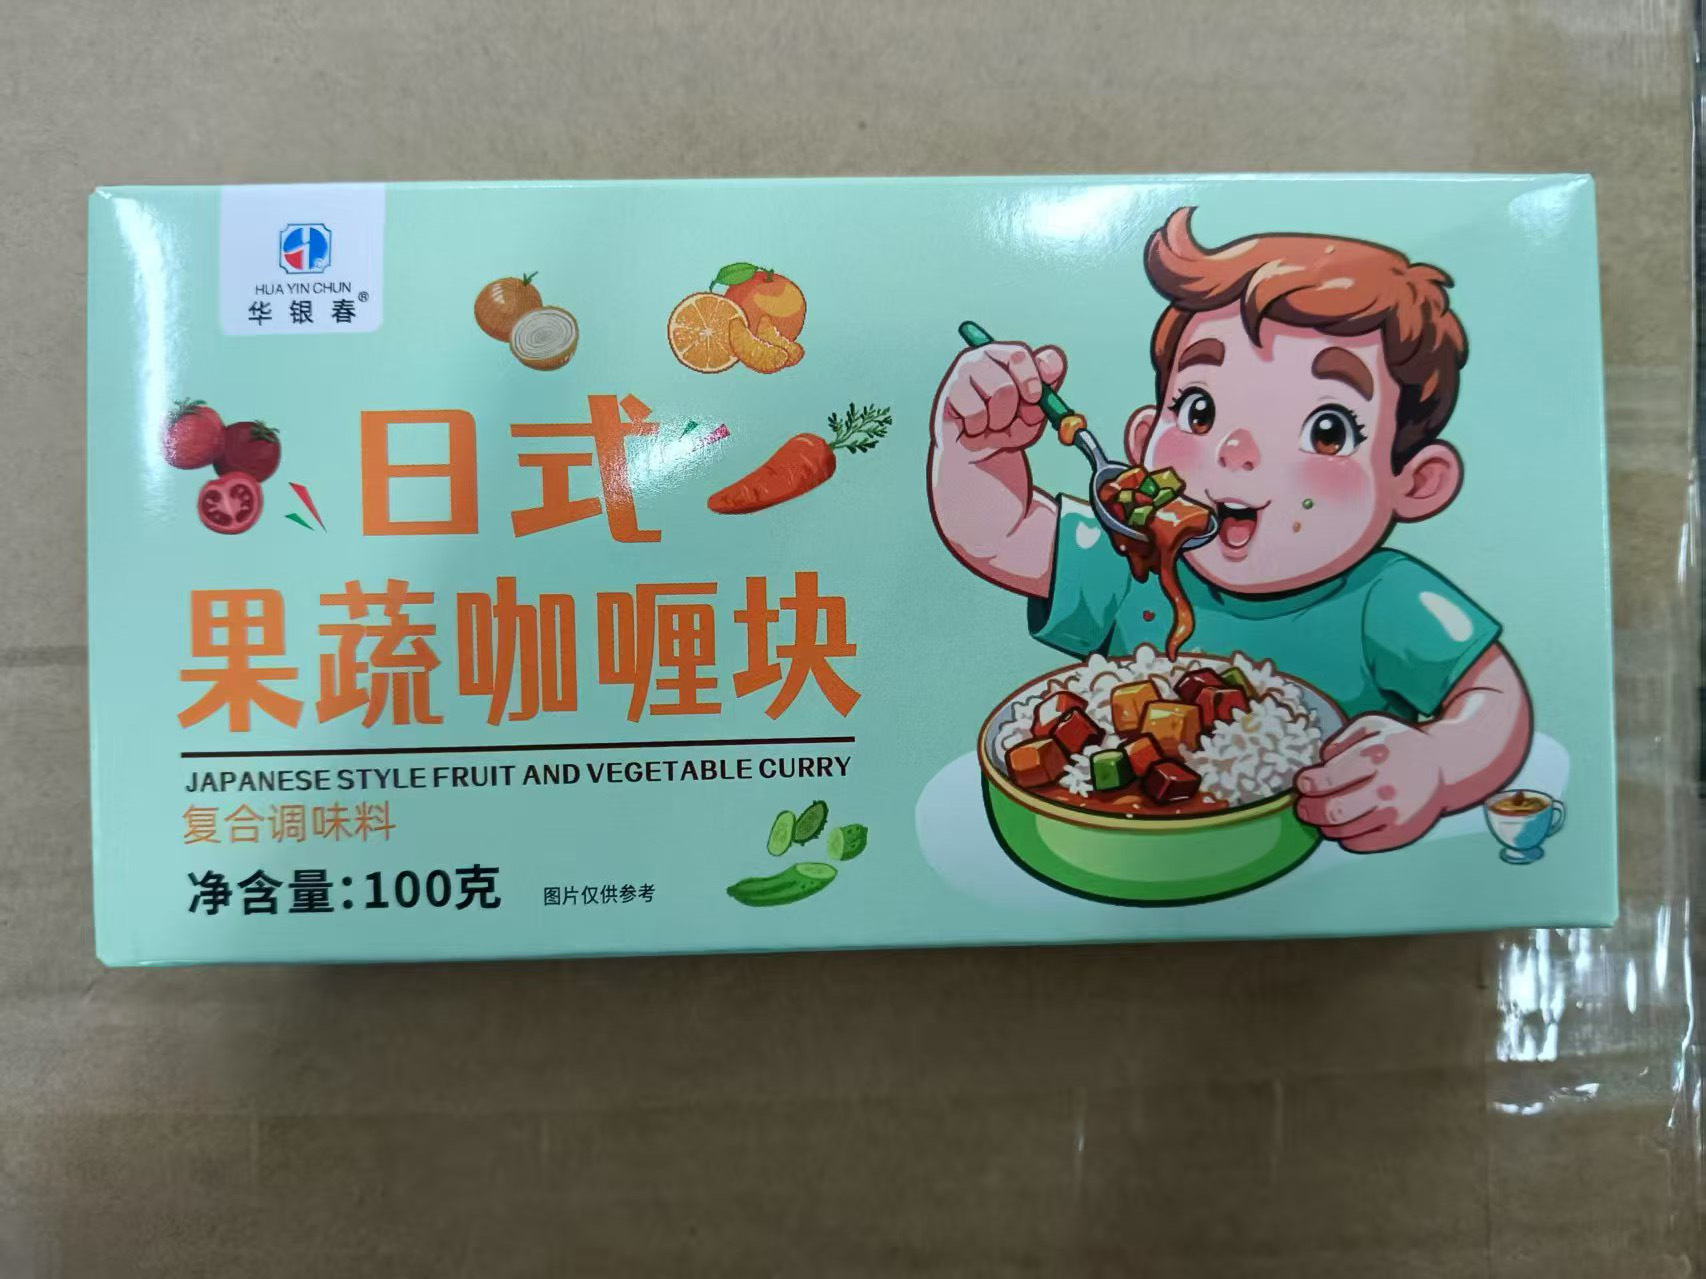 HUA YIN CHUN
华银春®
日式
果蔬咖喱块
JAPANESE STYLE FRUIT AND VEGETABLE CURRY
复合调味料
净含量:100克
图片仅供参考